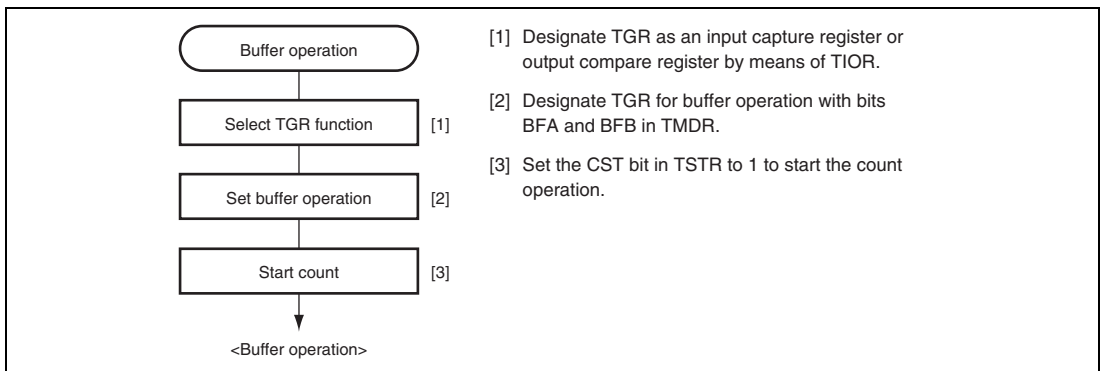 Buffer operation
Select TGR function [1]
Set buffer operation [2]
Start count [3]
<Buffer operation>
[1] Designate TGR as an input capture register or
output compare register by means of TIOR.
[2] Designate TGR for buffer operation with bits
BFA and BFB in TMDR.
[3] Set the CST bit in TSTR to 1 to start the count
operation.